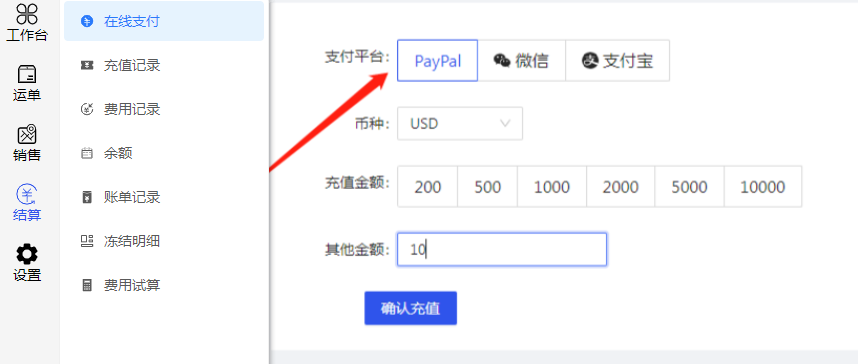 工作台
运单
销售
结算
设置
在线支付
充值记录
费用记录
余额
账单记录
冻结明细
费用试算
支付平台: PayPal 微信 支付宝
币种: USD
充值金额: 200 500 1000 2000 5000 10000
其他金额: 10
确认充值